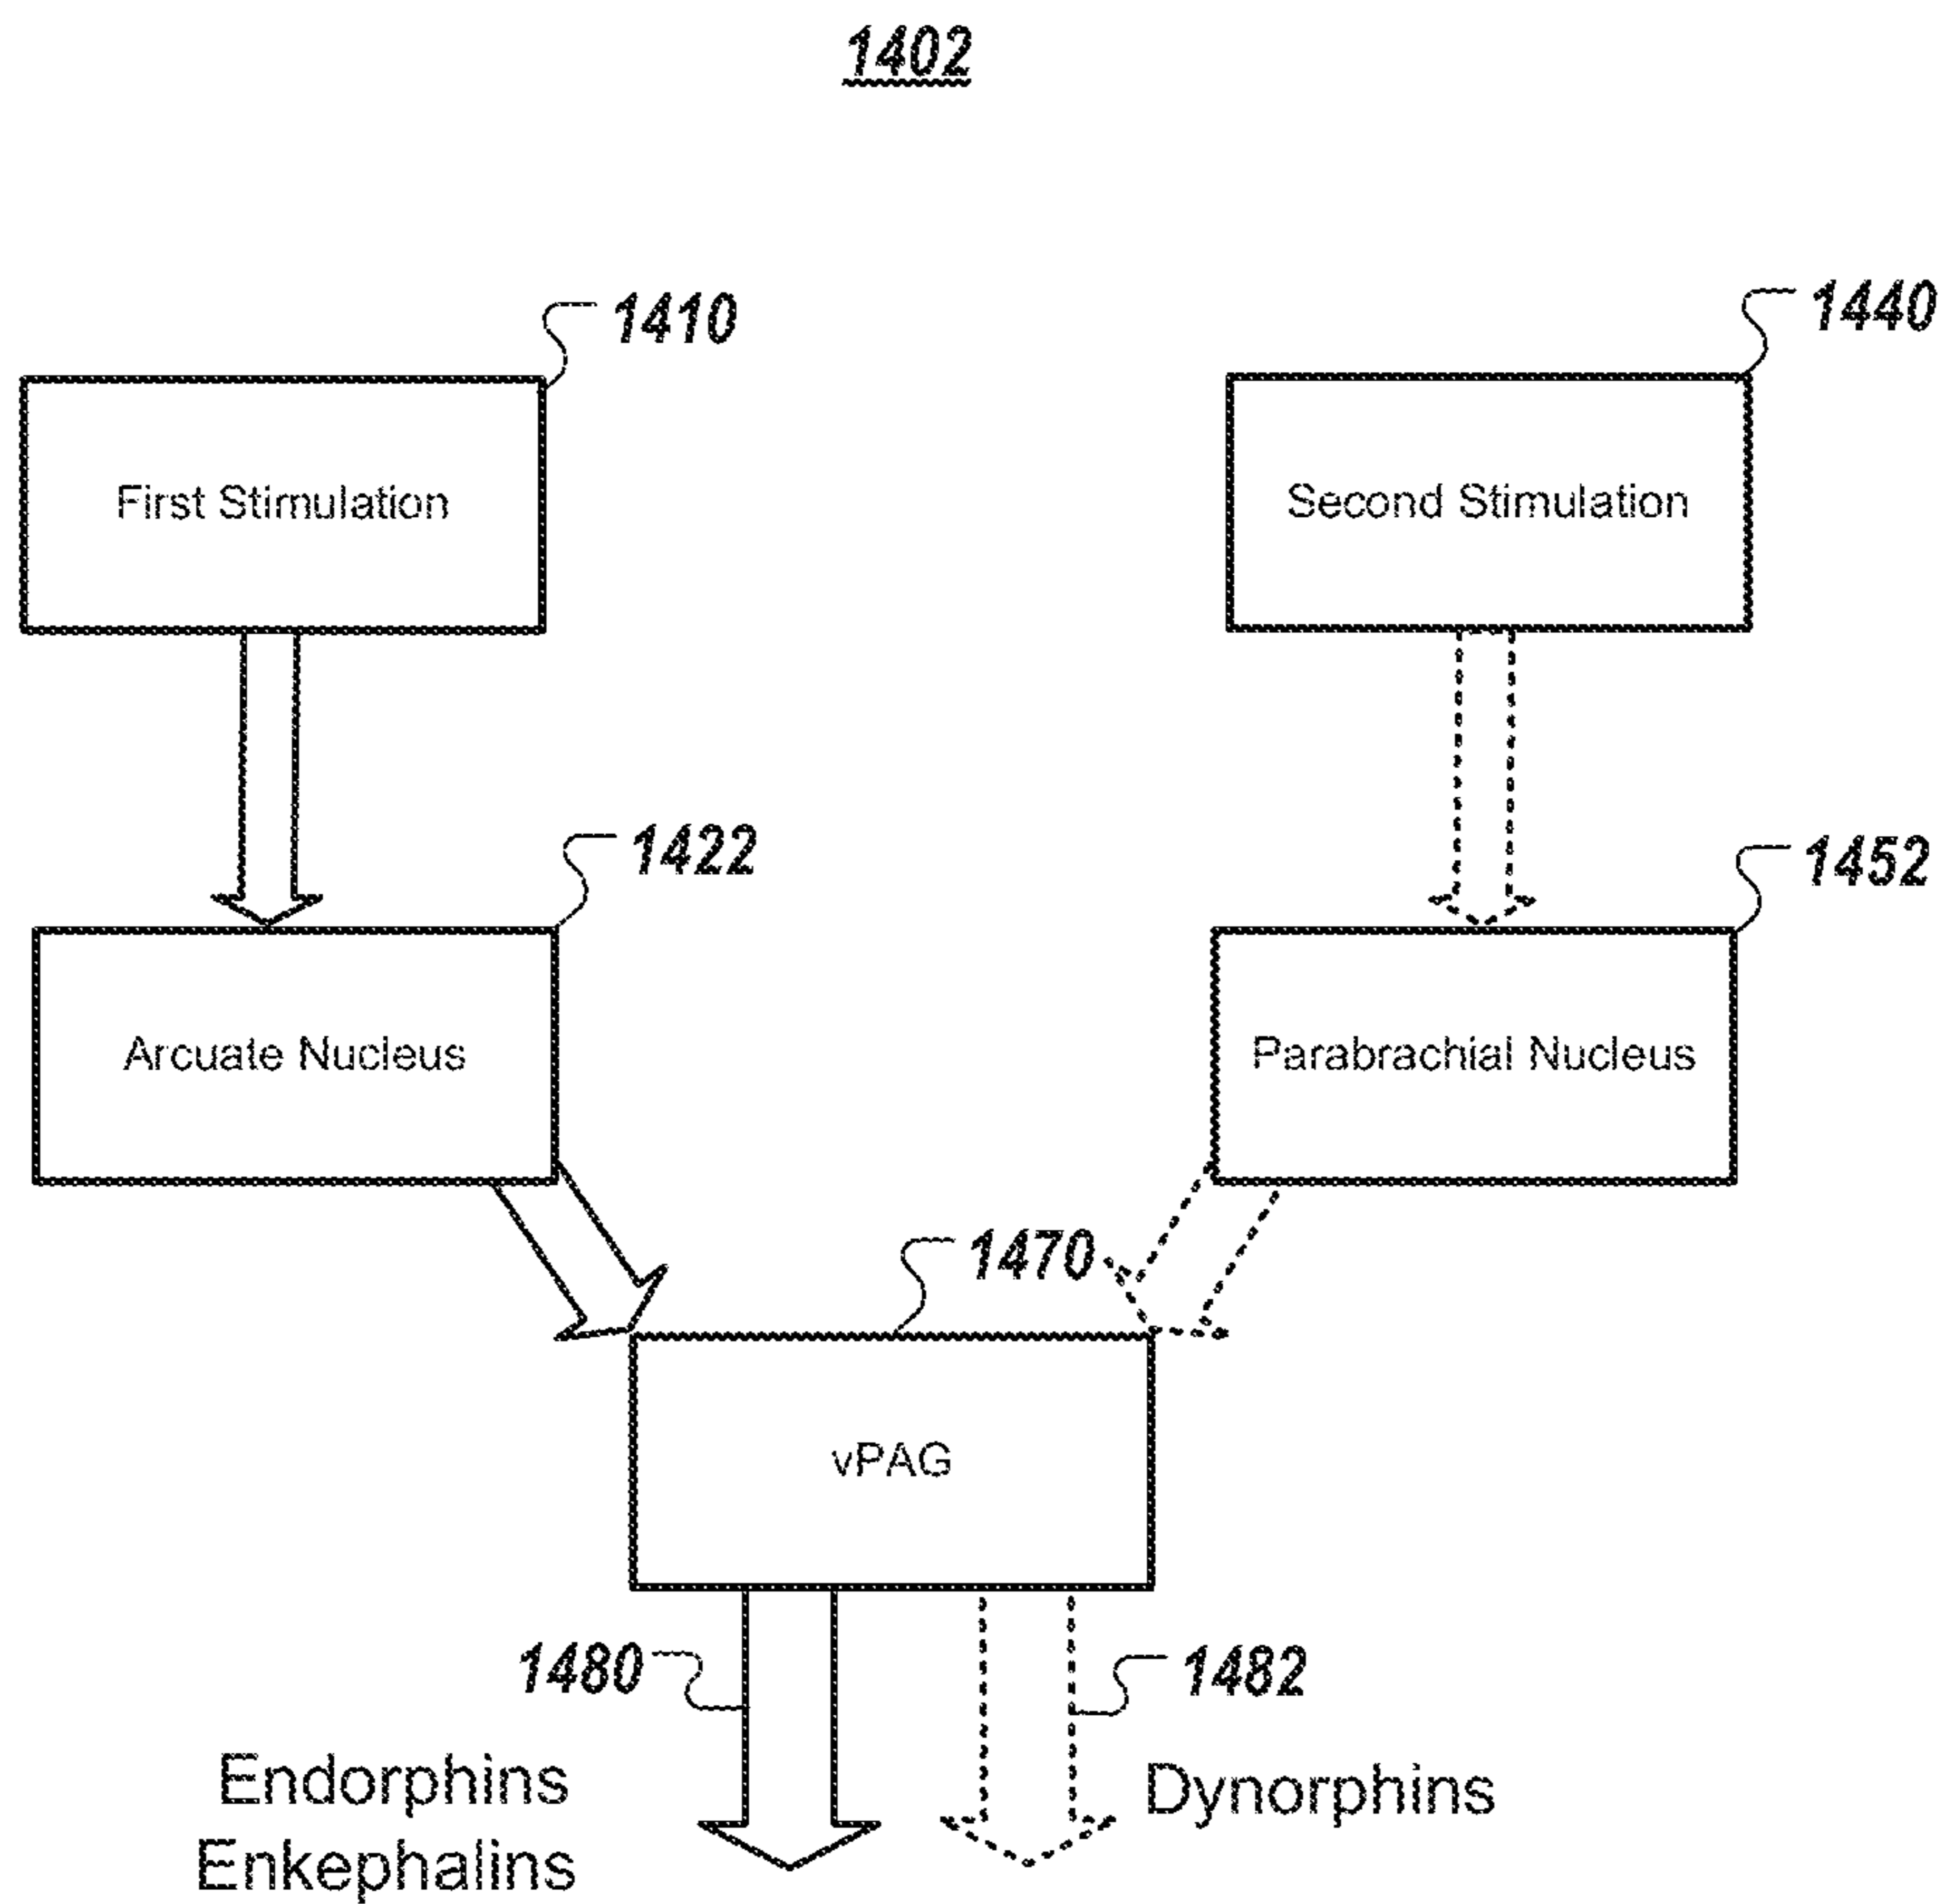 1402
1410
1440
First Stimulation
Second Stimulation
1422
1452
Arcuate Nucleus
Parabrachial Nucleus
1470
vPAG
1480
1482
Endorphins
Enkephalins
Dynorphins